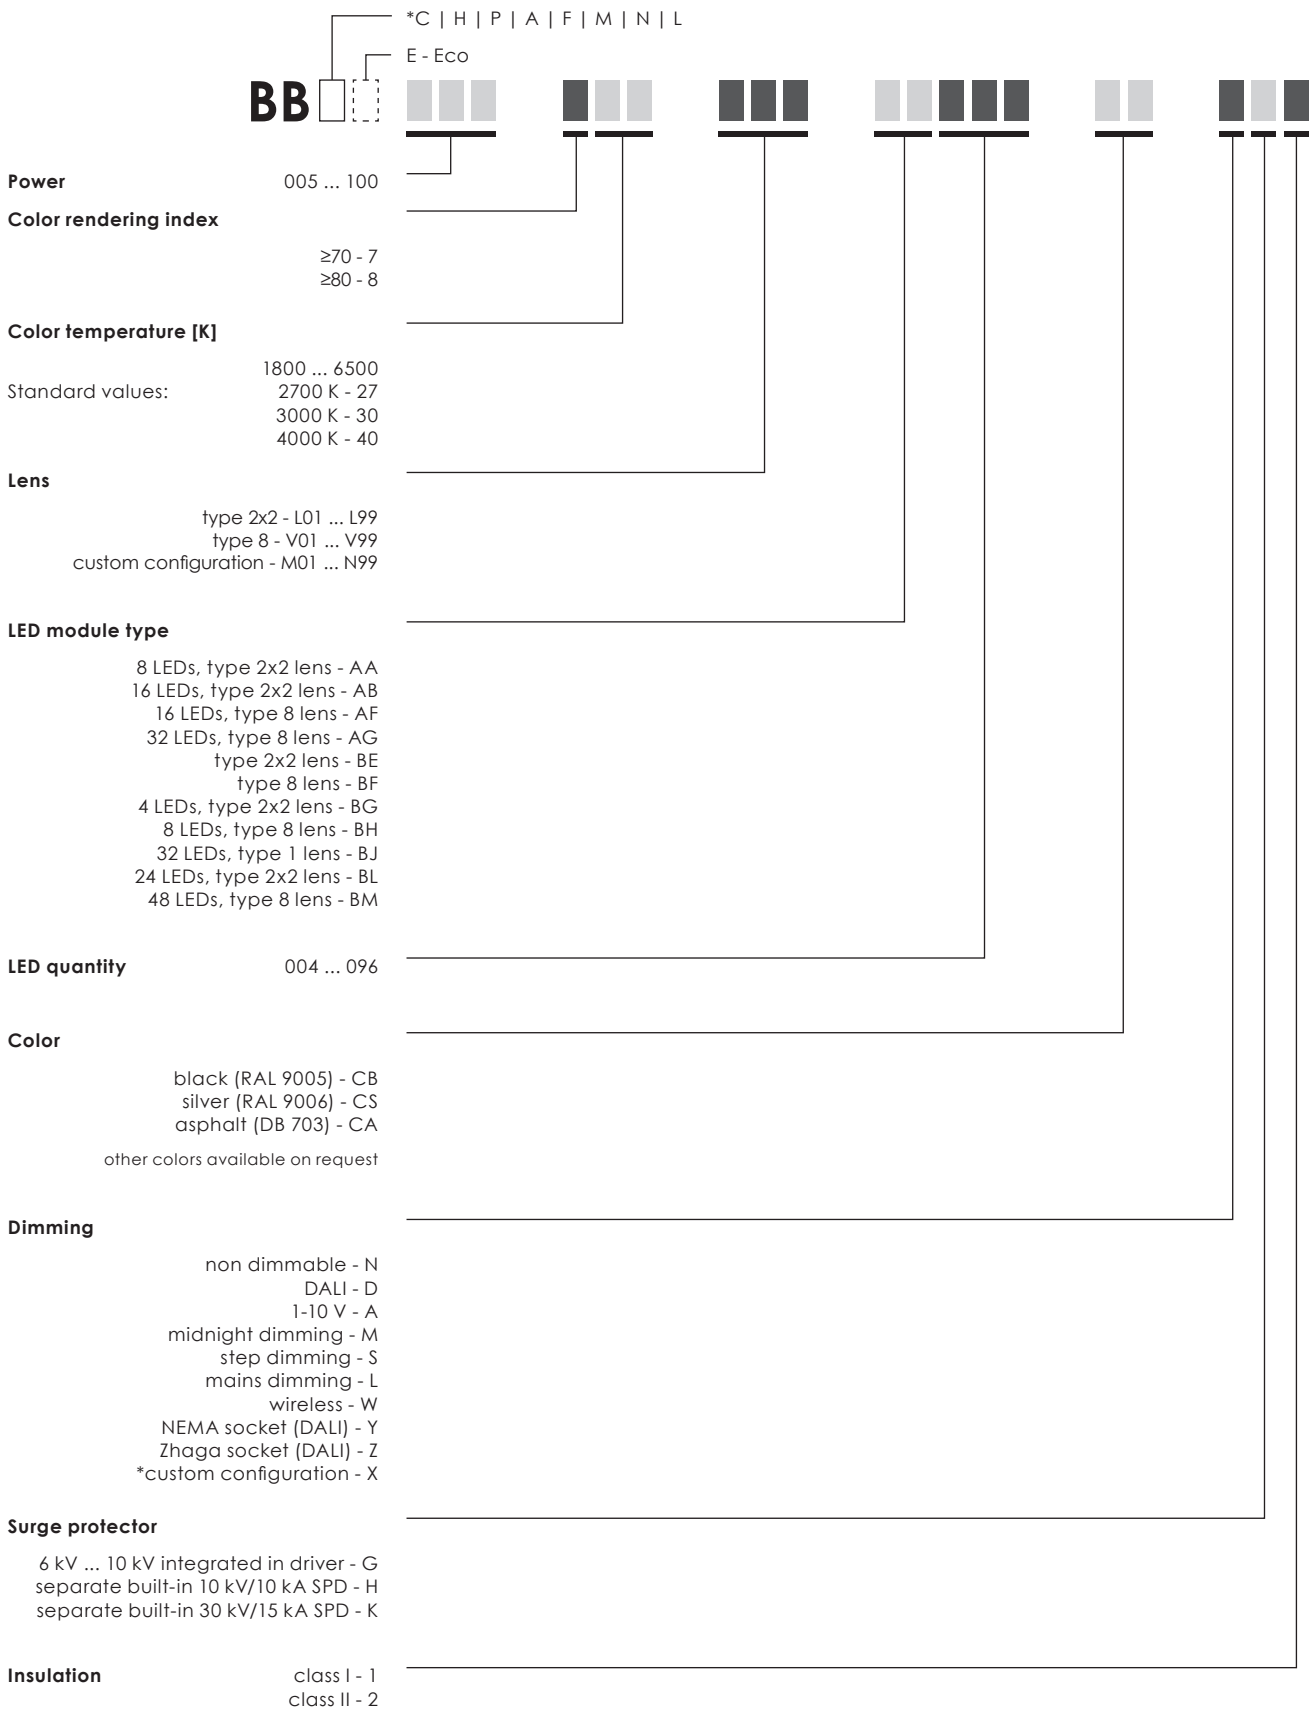 *C | H | P | A | F | M | N | L
E - Eco
BB
Power 005 ... 100
Color rendering index
≥70 - 7
≥80 - 8
Color temperature [K]
1800 ... 6500
Standard values: 2700 K - 27
3000 K - 30
4000 K - 40
Lens
type 2x2 - L01 ... L99
type 8 - V01 ... V99
custom configuration - M01 ... N99
LED module type
8 LEDs, type 2x2 lens - AA
16 LEDs, type 2x2 lens - AB
16 LEDs, type 8 lens - AF
32 LEDs, type 8 lens - AG
type 2x2 lens - BE
type 8 lens - BF
4 LEDs, type 2x2 lens - BG
8 LEDs, type 8 lens - BH
32 LEDs, type 1 lens - BJ
24 LEDs, type 2x2 lens - BL
48 LEDs, type 8 lens - BM
LED quantity 004 ... 096
Color
black (RAL 9005) - CB
silver (RAL 9006) - CS
asphalt (DB 703) - CA
other colors available on request
Dimming
non dimmable - N
DALI - D
1-10 V - A
midnight dimming - M
step dimming - S
mains dimming - L
wireless - W
NEMA socket (DALI) - Y
Zhaga socket (DALI) - Z
*custom configuration - X
Surge protector
6 kV ... 10 kV integrated in driver - G
separate built-in 10 kV/10 kA SPD - H
separate built-in 30 kV/15 kA SPD - K
Insulation class I - 1
class II - 2